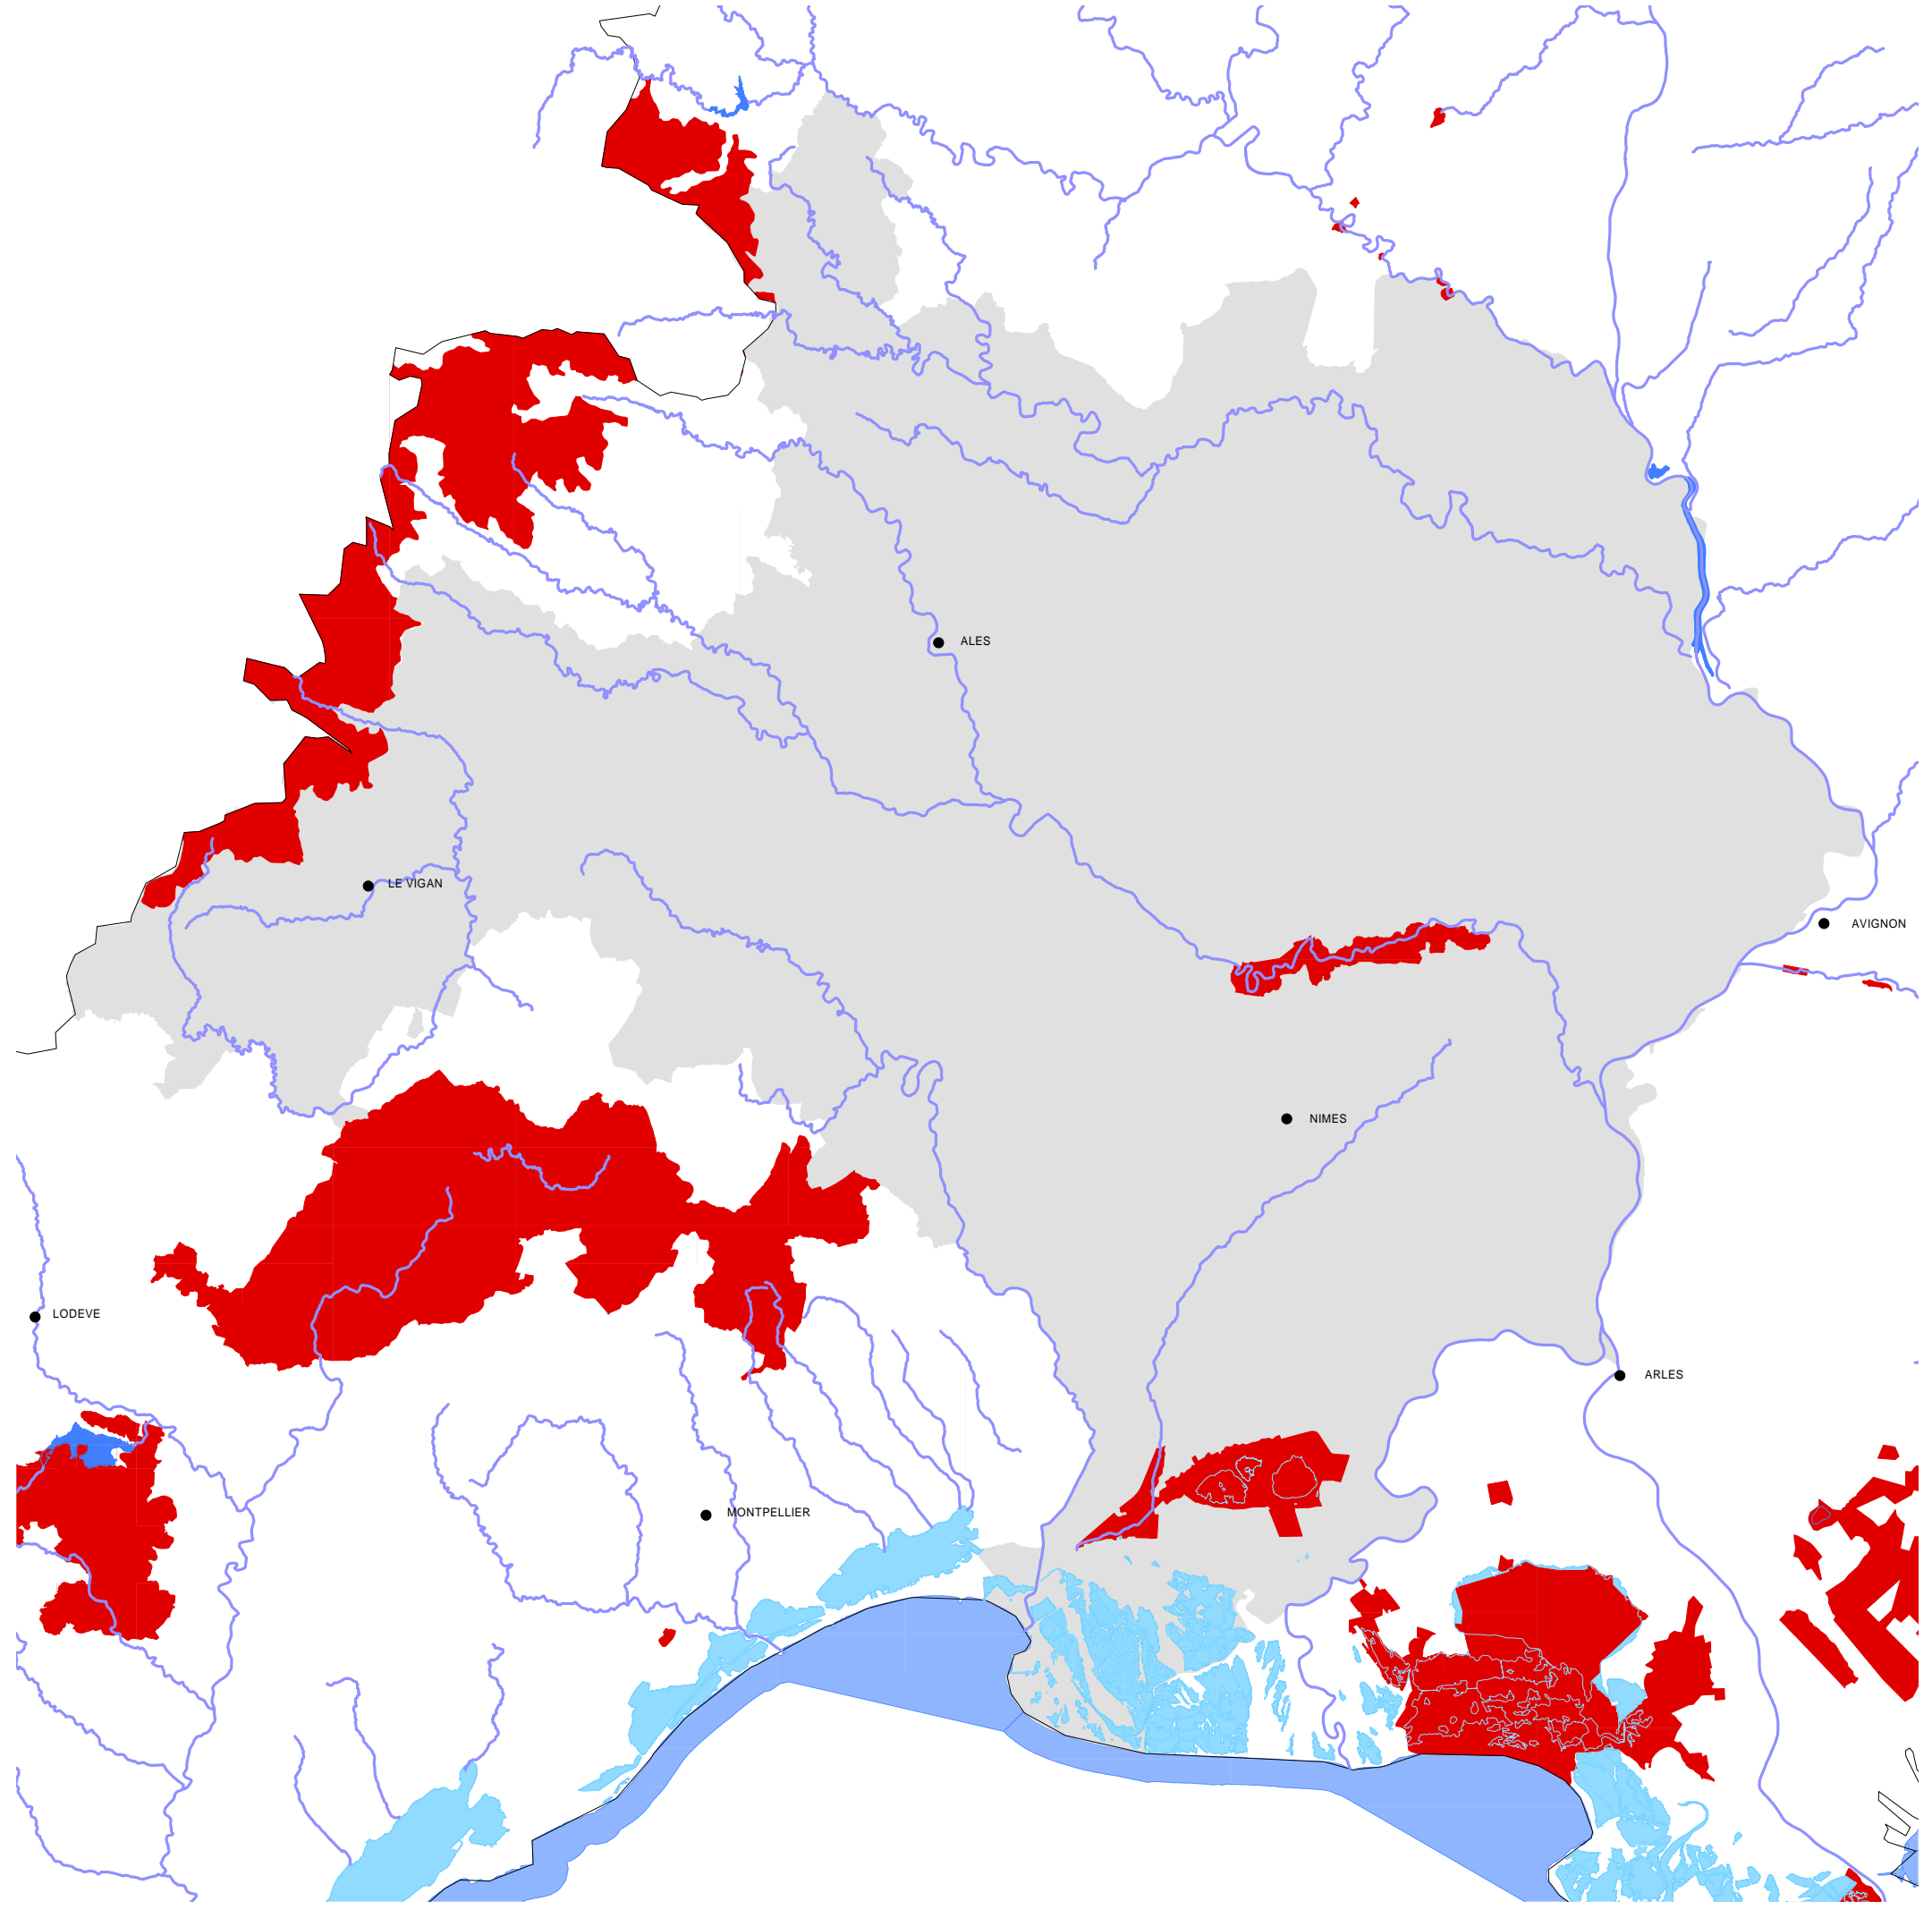 ALES
LE VIGAN
AVIGNON
NIMES
LODEVE
ARLES
MONTPELLIER